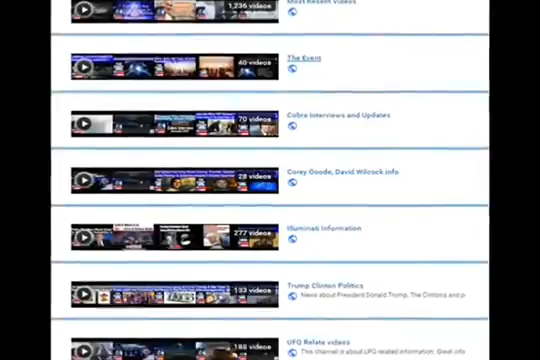 Most Recent Videos
1,236 videos
The Event
40 videos
Cobra Interviews and Updates
70 videos
Corey Goode, David Wilcock info
28 videos
Illuminati Information
277 videos
Trump Clinton Politics
133 videos
News about President Donald Trump, The Clintons and p
UFO Relate videos
188 videos
This channel is about UFO related information. Great info